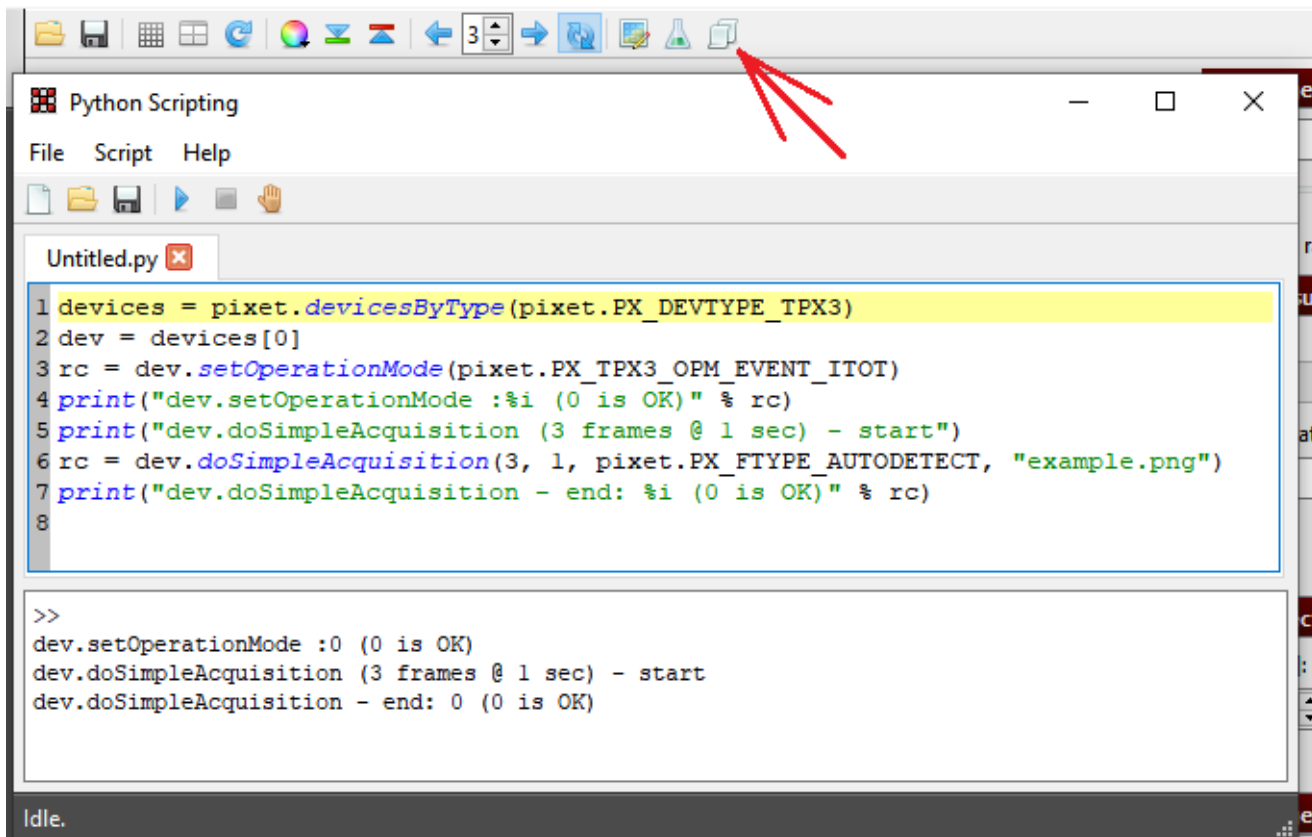 3
Python Scripting
File Script Help
Untitled.py
1 devices = pixet.devicesByType(pixet.PX_DEVTYPE_TPX3)
2 dev = devices[0]
3 rc = dev.setOperationMode(pixet.PX_TPX3_OPM_EVENT_ITOT)
4 print("dev.setOperationMode :%i (0 is OK)" % rc)
5 print("dev.doSimpleAcquisition (3 frames @ 1 sec) - start")
6 rc = dev.doSimpleAcquisition(3, 1, pixet.PX_FTYPE_AUTODETECT, "example.png")
7 print("dev.doSimpleAcquisition - end: %i (0 is OK)" % rc)
8
>>
dev.setOperationMode :0 (0 is OK)
dev.doSimpleAcquisition (3 frames @ 1 sec) - start
dev.doSimpleAcquisition - end: 0 (0 is OK)
Idle.